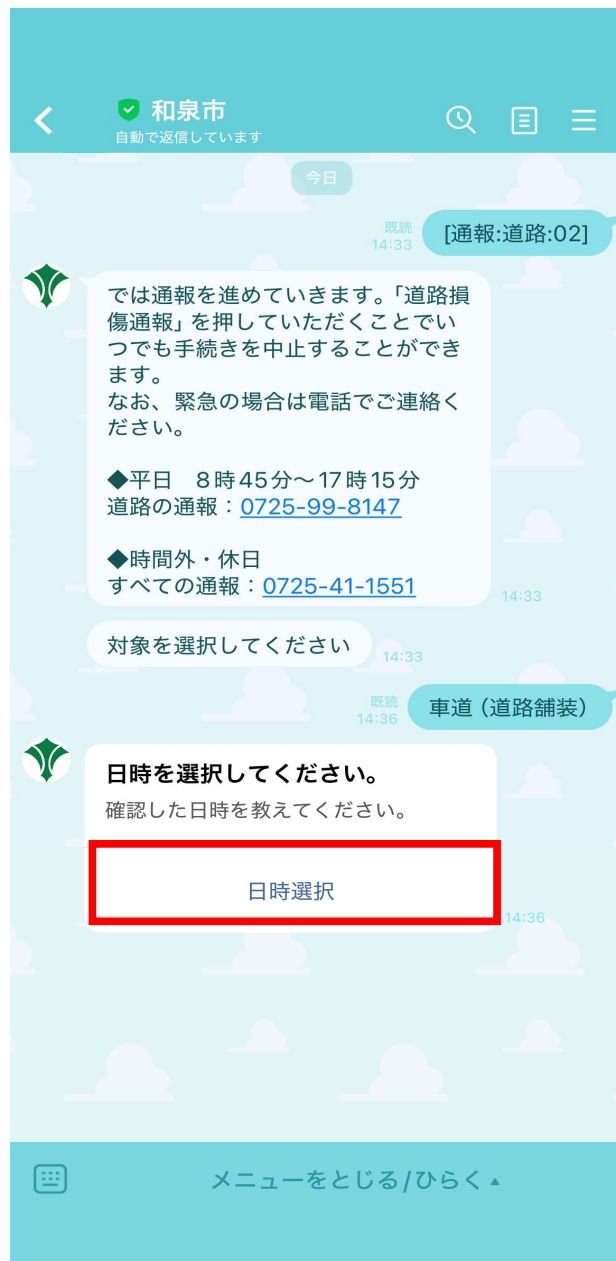 和泉市
自動で返信しています
今日
既読
14:33
[通報:道路:02]
では通報を進めていきます。「道路損
傷通報」を押していただくことでい
つでも手続きを中止することができ
ます。
なお、緊急の場合は電話でご連絡く
ださい。
◆平日　8時45分～17時15分
道路の通報：0725-99-8147
◆時間外・休日
すべての通報：0725-41-1551
14:33
対象を選択してください
14:33
既読
14:36
車道（道路舗装）
日時を選択してください。
確認した日時を教えてください。
日時選択
14:36
メニューをとじる/ひらく▲